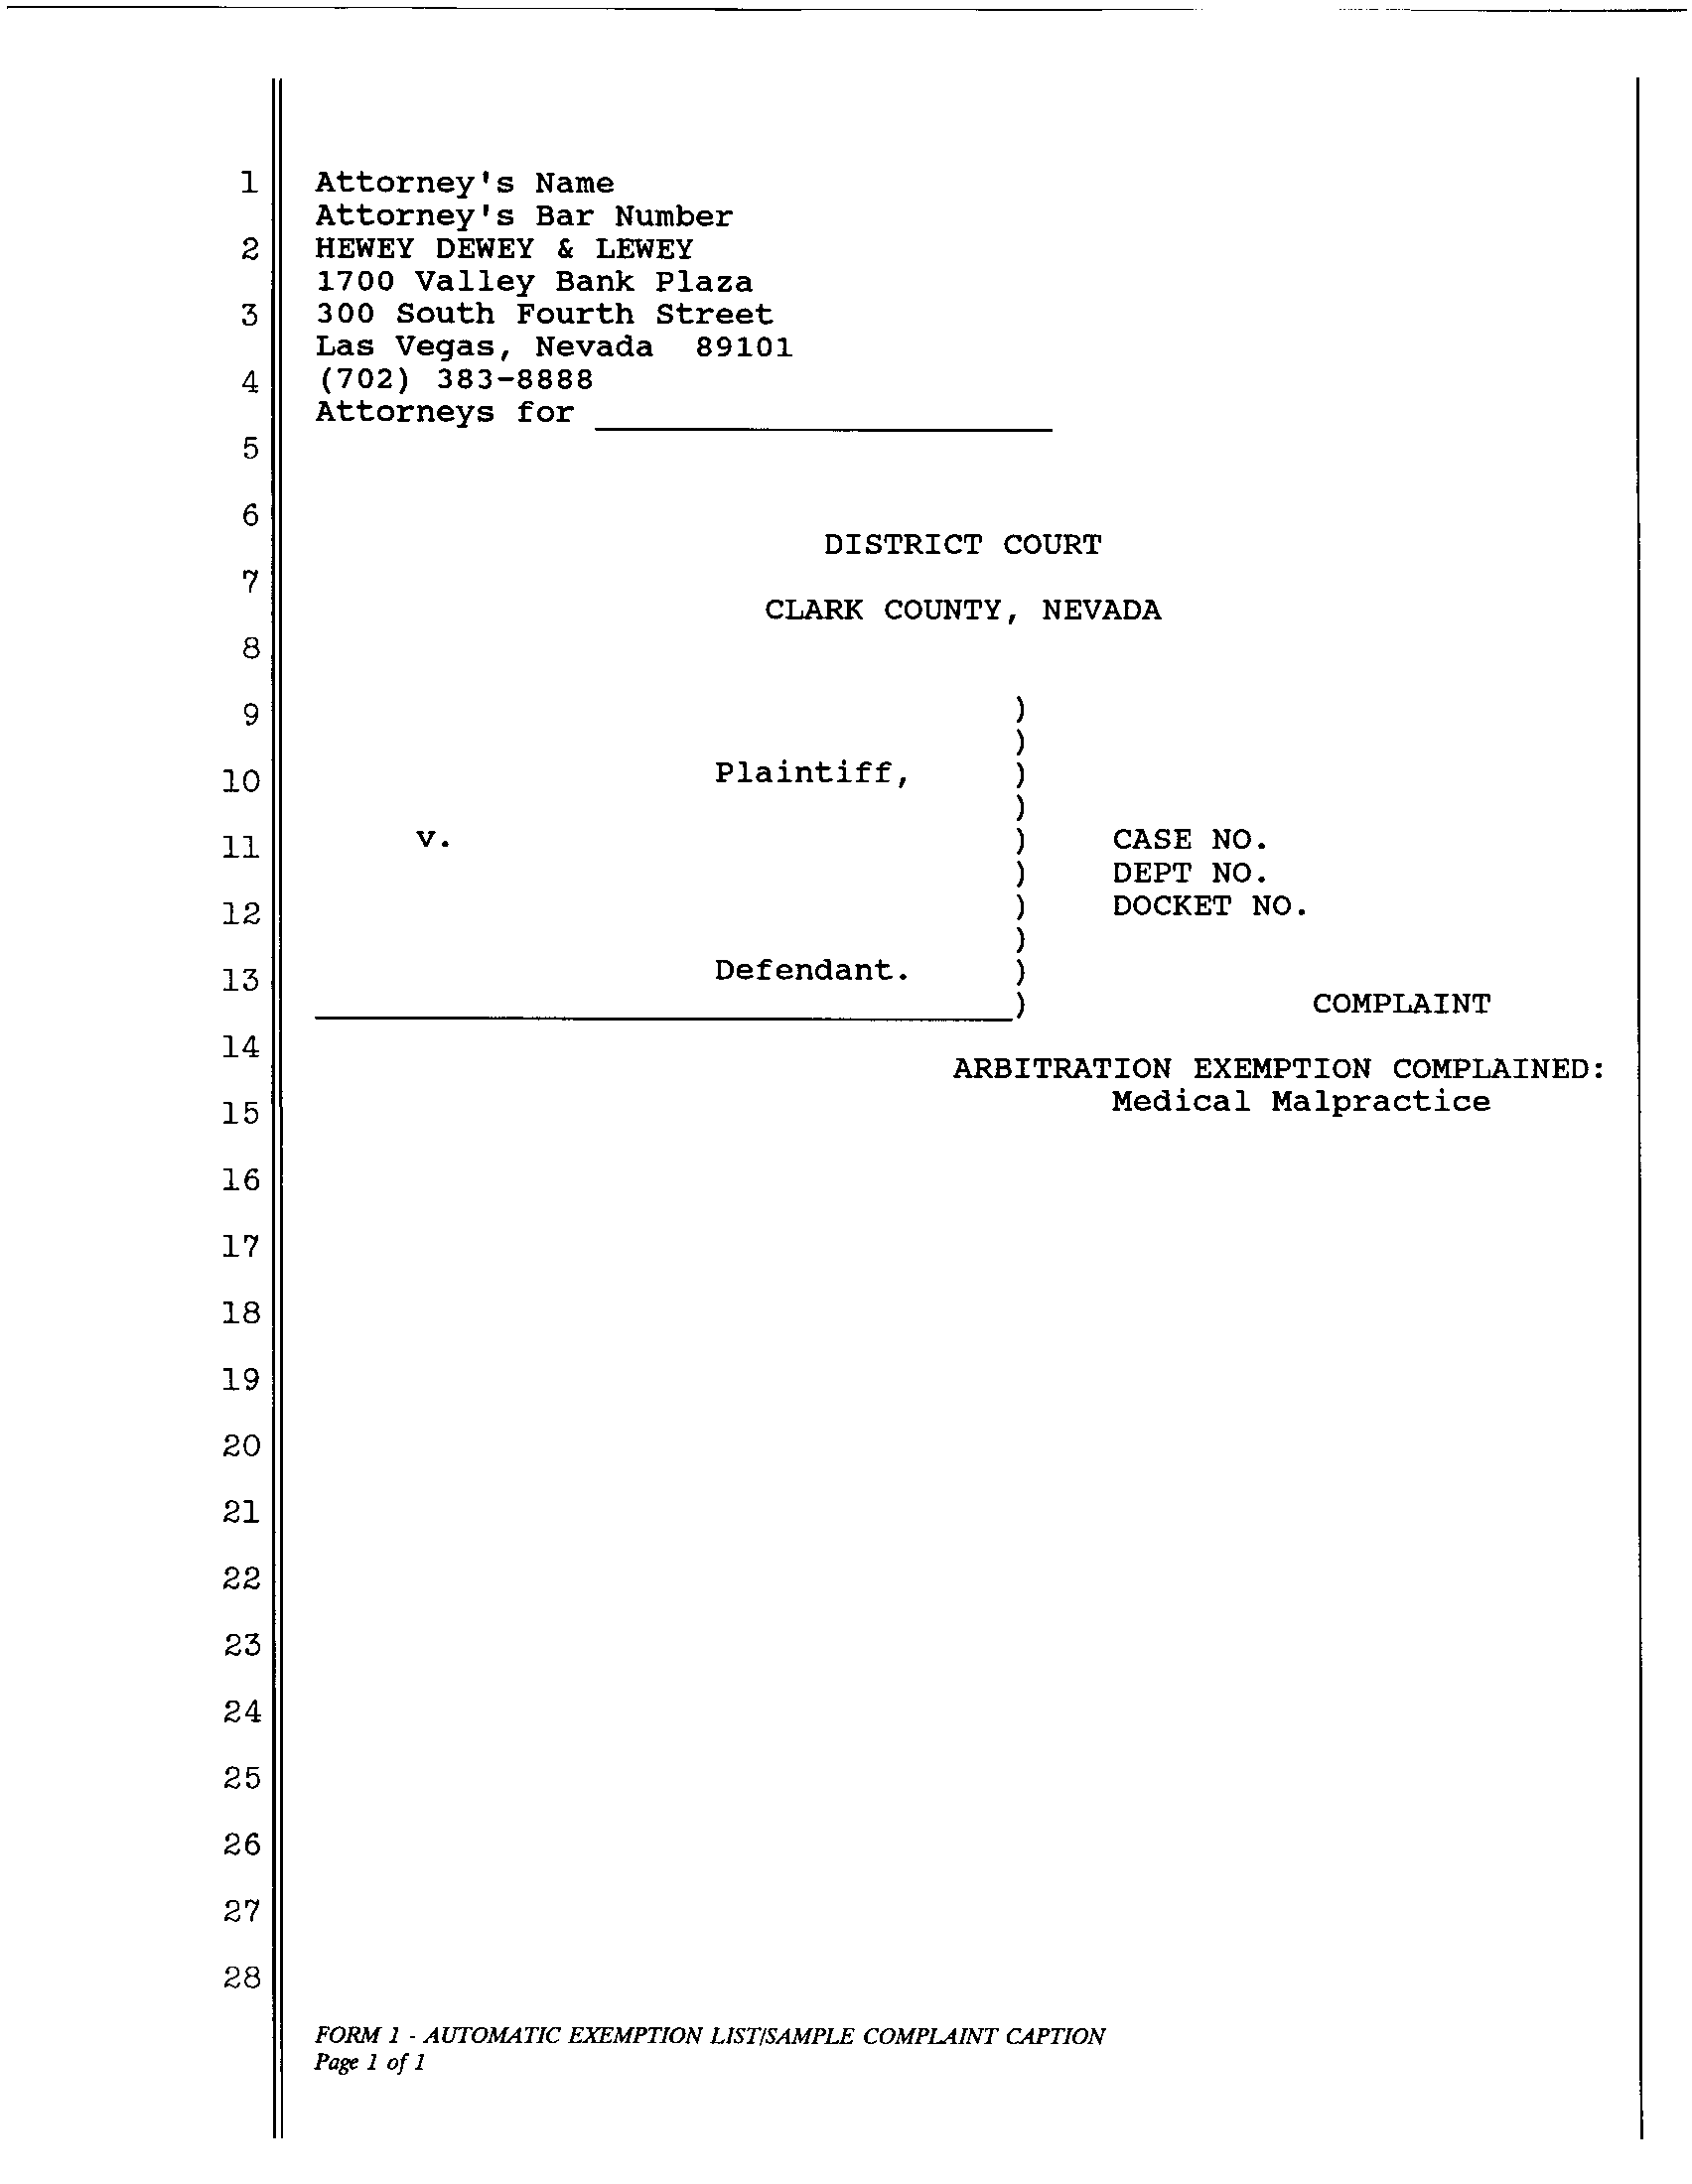 1 Attorney's Name
Attorney's Bar Number
2 HEWEY DEWEY & LEWEY
1700 Valley Bank Plaza
3 300 South Fourth Street
Las Vegas, Nevada 89101
4 (702) 383-8888
Attorneys for
5
6
DISTRICT COURT
7
CLARK COUNTY, NEVADA
8
9 )
)
10 Plaintiff, )
)
11 v. ) CASE NO.
) DEPT NO.
12 ) DOCKET NO.
)
13 Defendant. )
) COMPLAINT
14
ARBITRATION EXEMPTION COMPLAINED:
15 Medical Malpractice
16
17
18
19
20
21
22
23
24
25
26
27
28
FORM 1 - AUTOMATIC EXEMPTION LIST/SAMPLE COMPLAINT CAPTION
Page 1 of 1